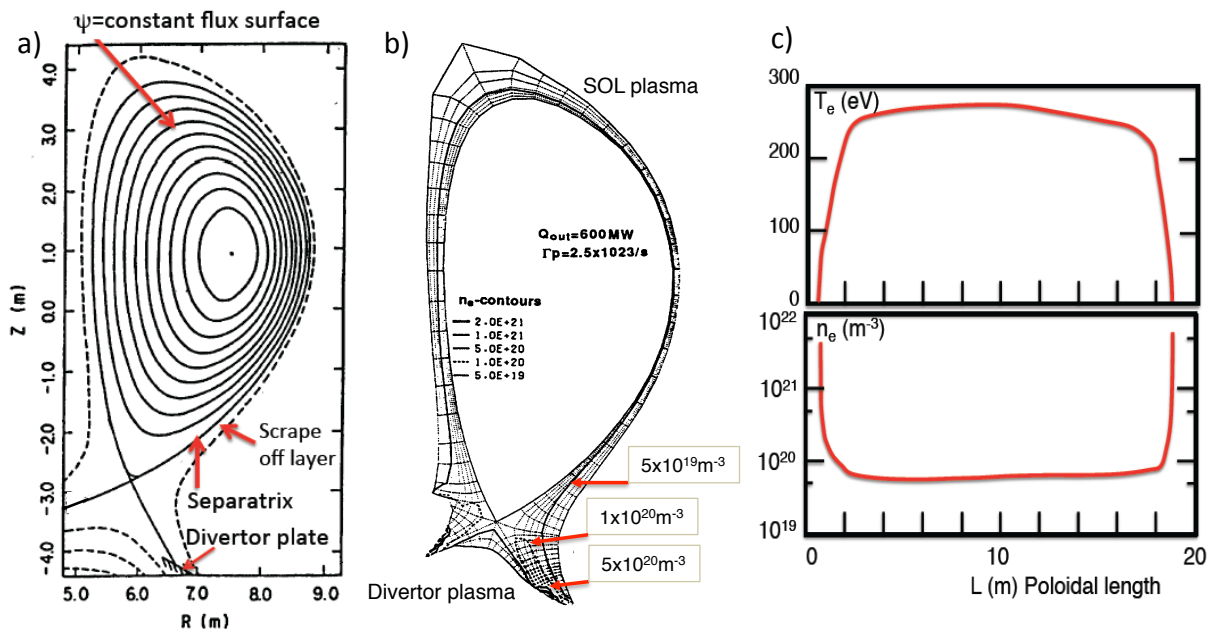 a)
ψ=constant flux surface
4.0
3.0
2.0
1.0
0.0
-1.0
-2.0
-3.0
-4.0
Z (m)
5.0 6.0 7.0 8.0 9.0
R (m)
Scrape
off layer
Separatrix
Divertor plate
b)
SOL plasma
Qout=600MW
Γp=2.5x1023/s
ne-contours
2.0E+21
1.0E+21
5.0E+20
1.0E+20
5.0E+19
5x10¹⁹m⁻³
1x10²⁰m⁻³
5x10²⁰m⁻³
Divertor plasma
c)
300
200
100
0
T_e (eV)
10²²
10²¹
10²⁰
10¹⁹
n_e (m⁻³)
0 10 20
L (m) Poloidal length